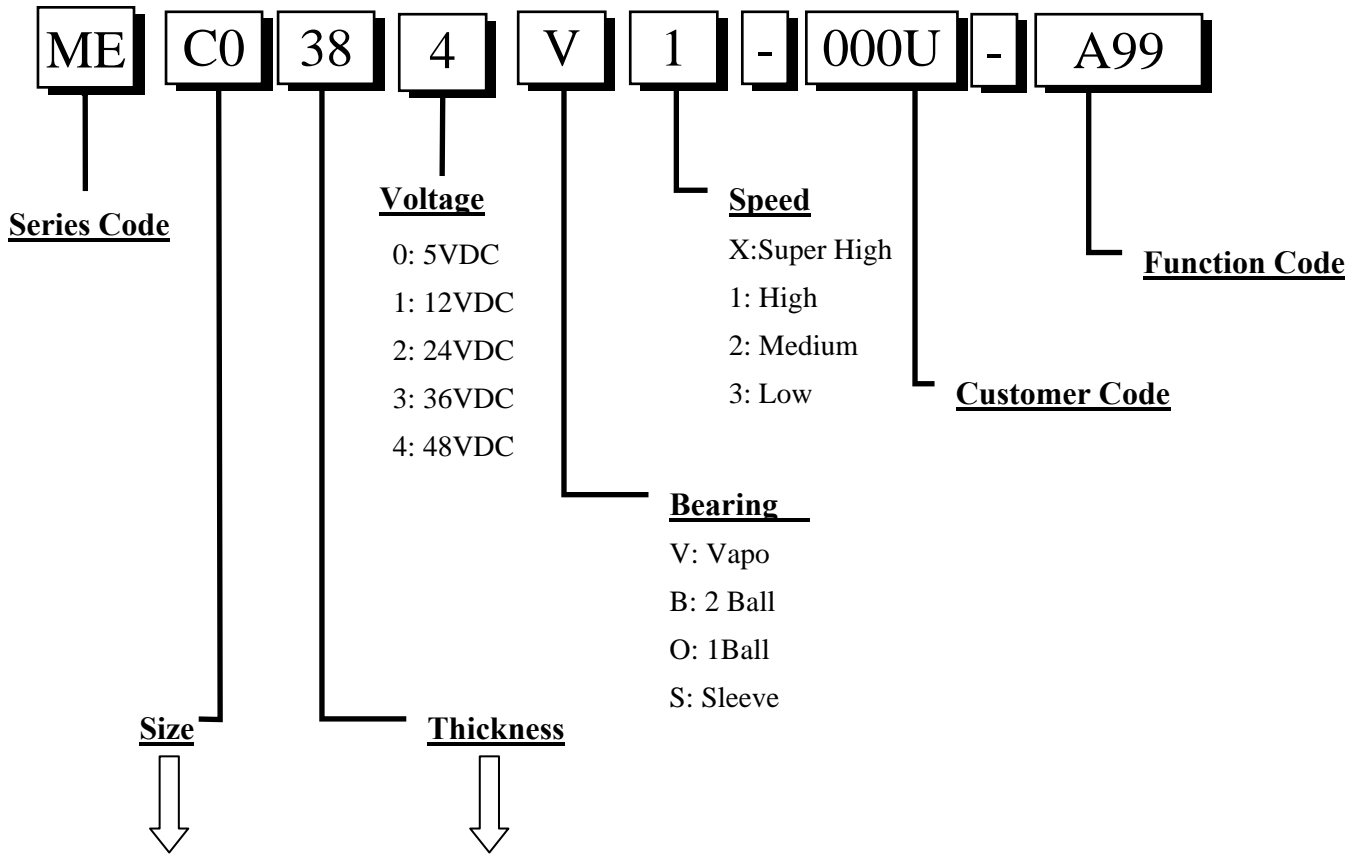 ME C0 38 4 V 1 - 000U - A99
Series Code
Voltage
0: 5VDC
1: 12VDC
2: 24VDC
3: 36VDC
4: 48VDC
Speed
X:Super High
1: High
2: Medium
3: Low
Function Code
Customer Code
Bearing
V: Vapo
B: 2 Ball
O: 1Ball
S: Sleeve
Size
Thickness